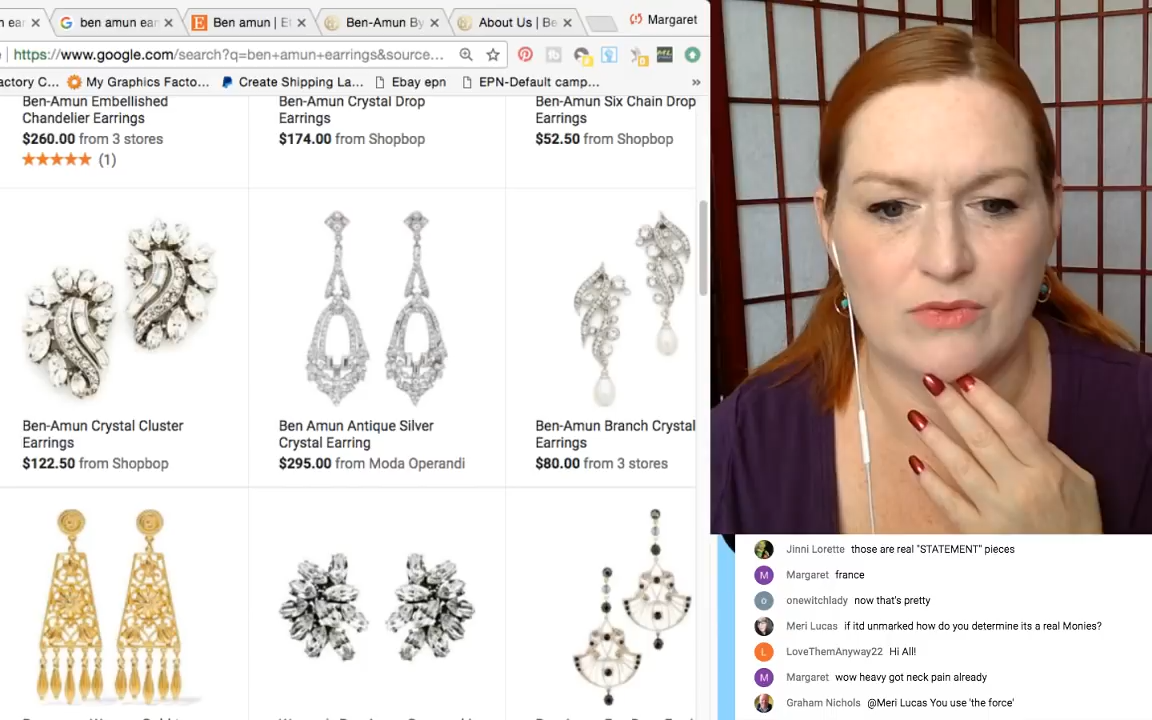 n ea
ben amun ear
Ben amun | Et
Ben-Amun By
About Us | Be
Margaret
https://www.google.com/search?q=ben+amun+earrings&source...
actory C...
My Graphics Facto...
Create Shipping La...
Ebay epn
EPN-Default camp...
»
Ben-Amun Embellished
Chandelier Earrings
$260.00 from 3 stores
(1)
Ben-Amun Crystal Drop
Earrings
$174.00 from Shopbop
Ben-Amun Six Chain Drop
Earrings
$52.50 from Shopbop
Ben-Amun Crystal Cluster
Earrings
$122.50 from Shopbop
Ben Amun Antique Silver
Crystal Earring
$295.00 from Moda Operandi
Ben-Amun Branch Crystal
Earrings
$80.00 from 3 stores
Jinni Lorette those are real "STATEMENT" pieces
M Margaret france
o onewitchlady now that's pretty
Meri Lucas if itd unmarked how do you determine its a real Monies?
L LoveThemAnyway22 Hi All!
M Margaret wow heavy got neck pain already
Graham Nichols @Meri Lucas You use 'the force'